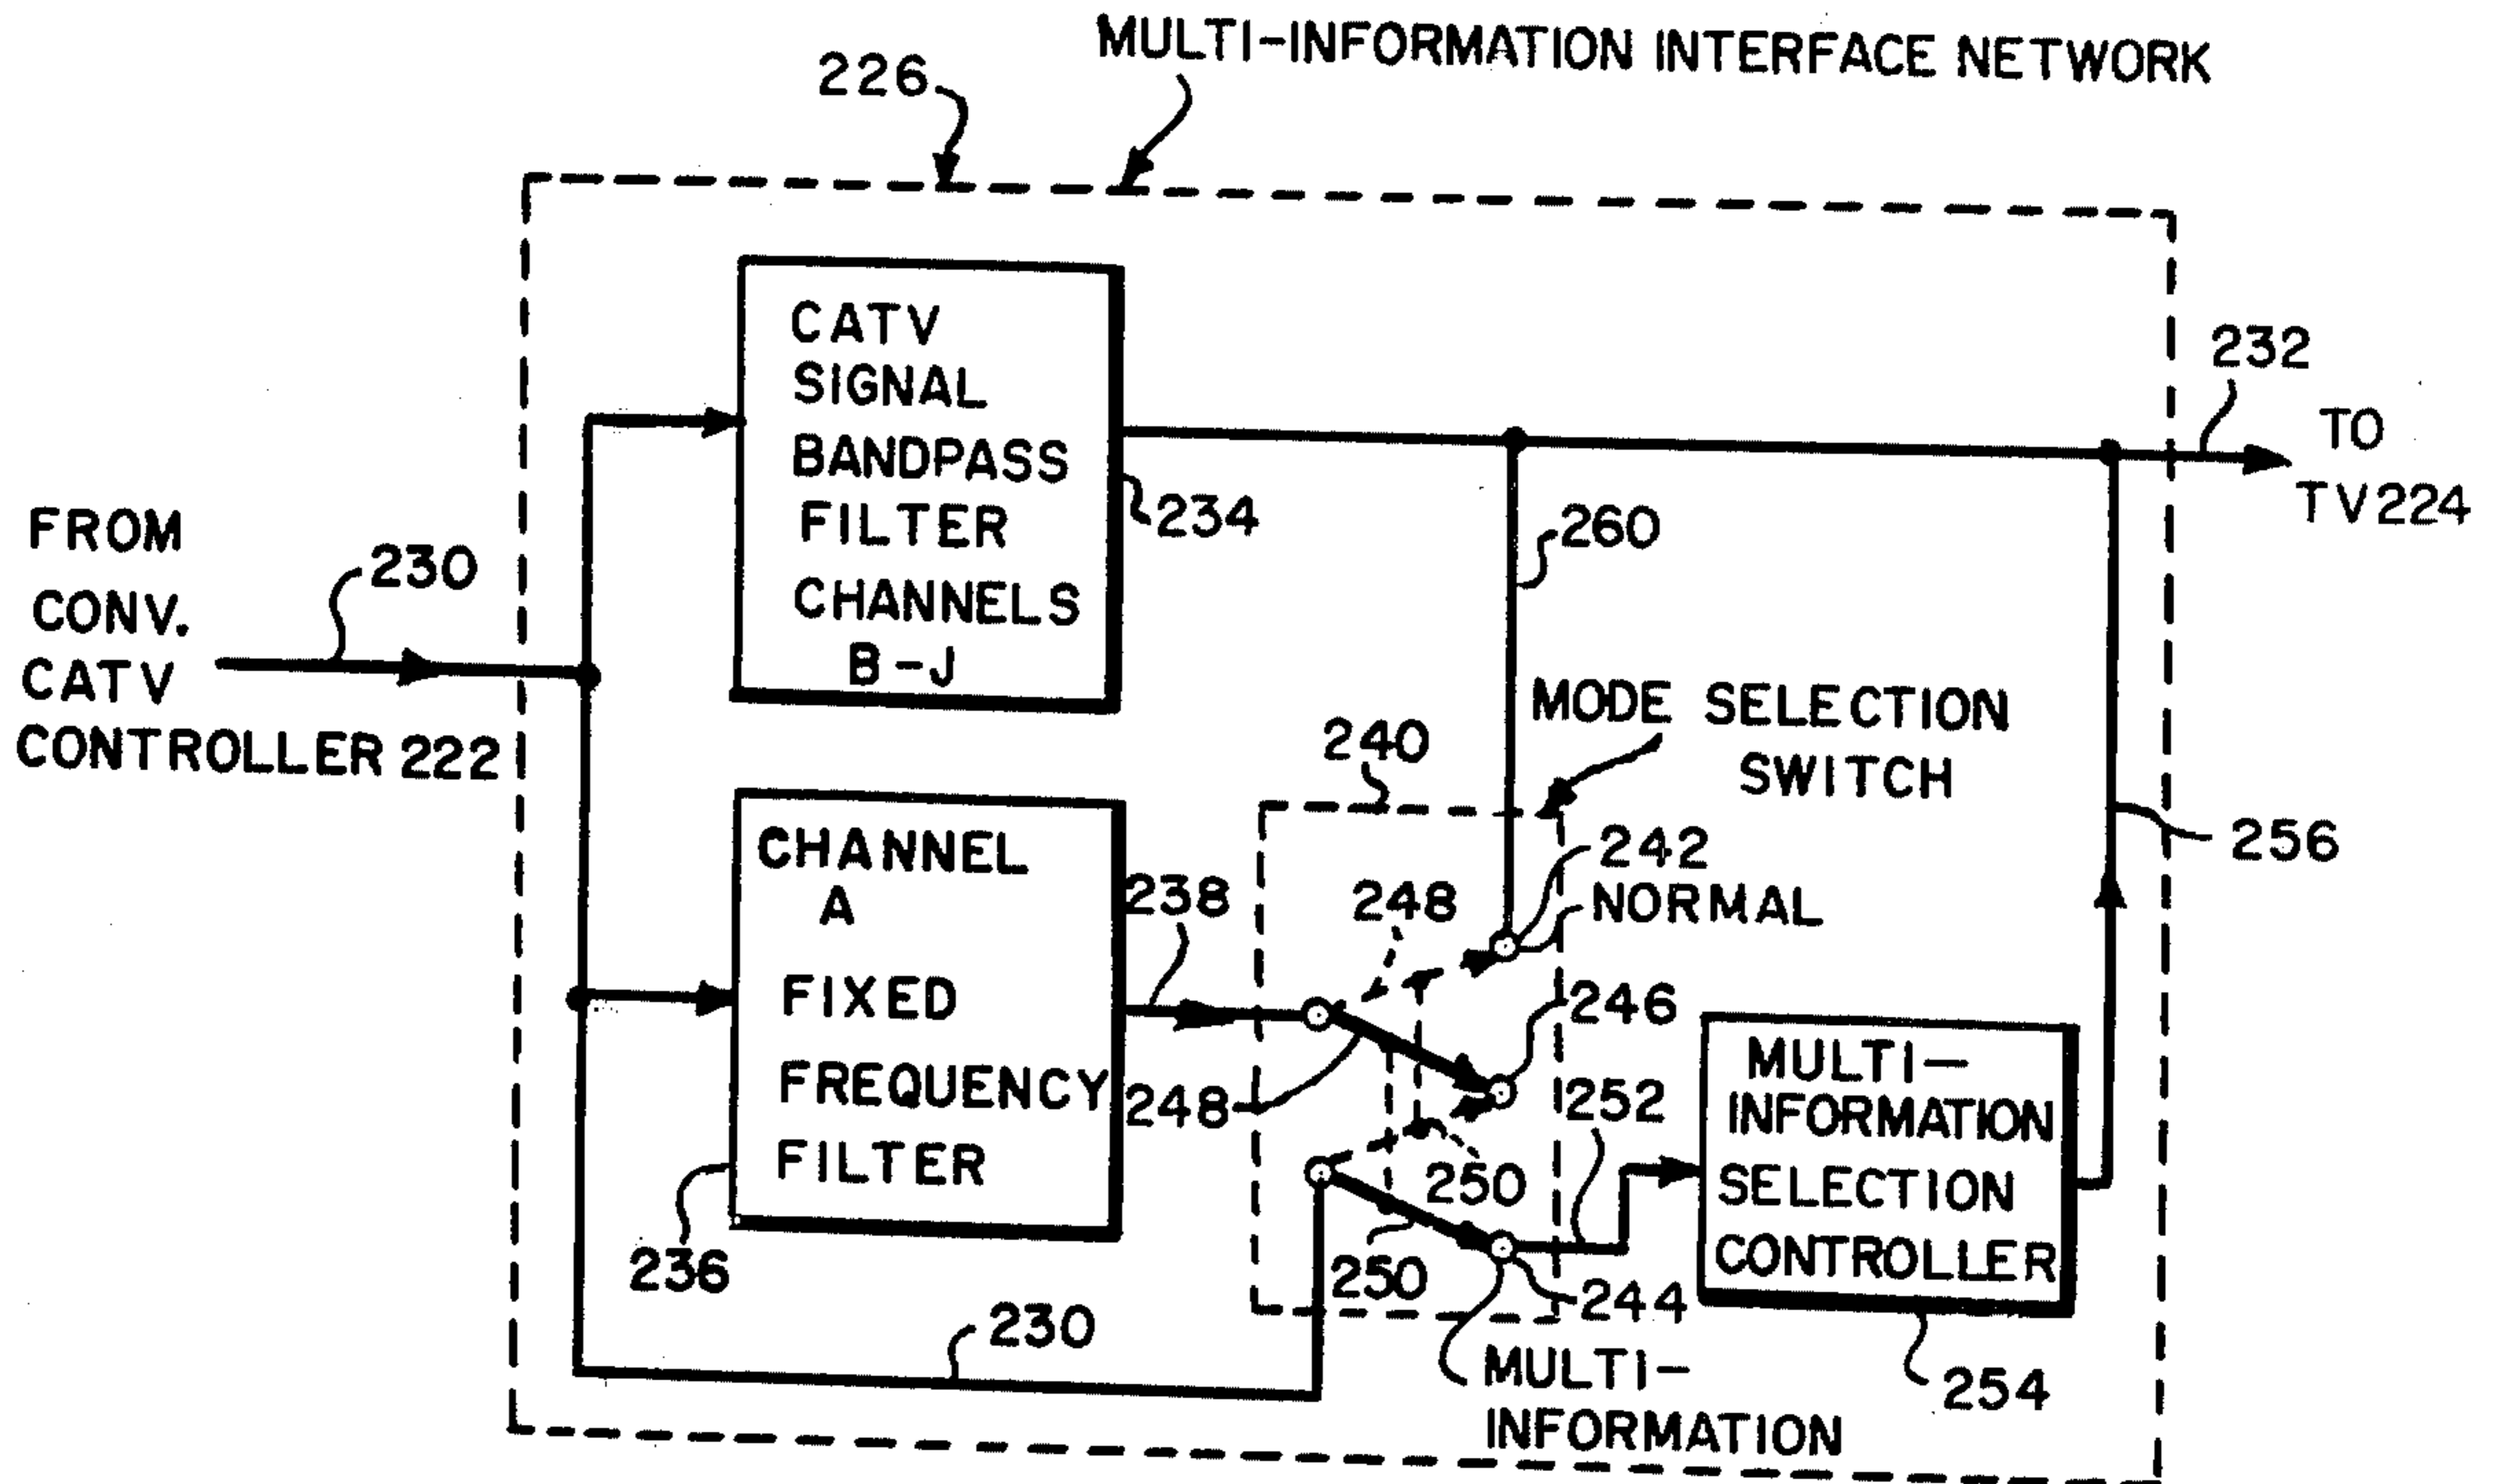 MULTI-INFORMATION INTERFACE NETWORK
226
CATV
SIGNAL
BANDPASS
FILTER
CHANNELS
B-J
234
232
TO
TV224
260
FROM
CONV.
CATV
CONTROLLER 222
230
MODE SELECTION
SWITCH
240
242
NORMAL
256
CHANNEL
A
FIXED
FREQUENCY
FILTER
238
248
246
248
252
250
250
244
236
230
MULTI-
INFORMATION
SELECTION
CONTROLLER
254
MULTI-
INFORMATION